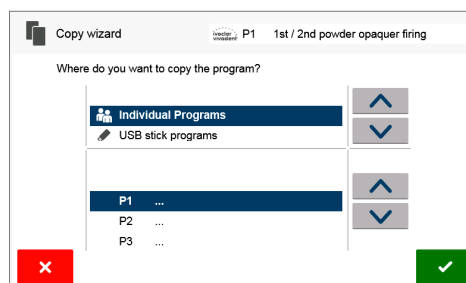 Copy wizard
ivoclar vivadent P1 1st / 2nd powder opaquer firing
Where do you want to copy the program?
Individual Programs
USB stick programs
P1 ...
P2 ...
P3 ...